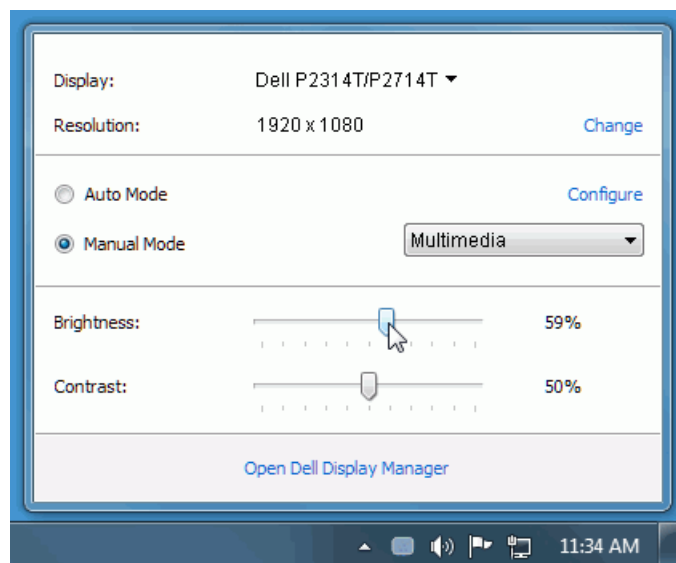 Display: Dell P2314T/P2714T
Resolution: 1920 x 1080 Change
Auto Mode Configure
Manual Mode Multimedia
Brightness: 59%
Contrast: 50%
Open Dell Display Manager
11:34 AM